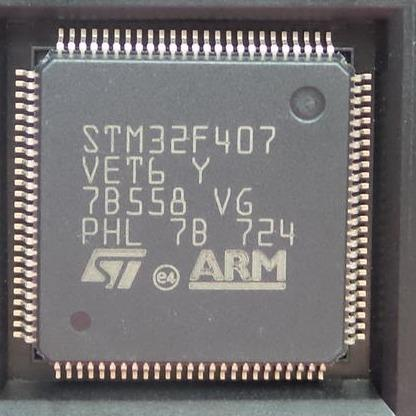 STM32F407
VET6 Y
7B558 VG
PHL 7B 724
ST e4 ARM